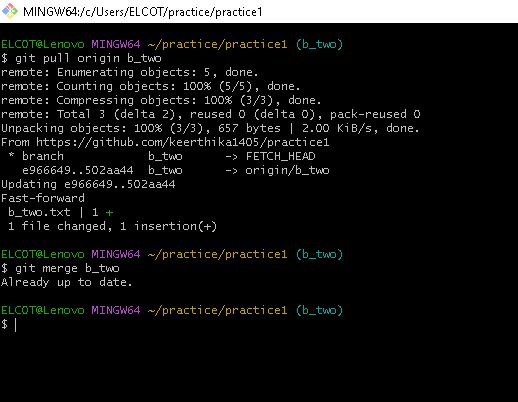 MINGW64:/c/Users/ELCOT/practice/practice1
ELCOT@Lenovo MINGW64 ~/practice/practice1 (b_two)
$ git pull origin b_two
remote: Enumerating objects: 5, done.
remote: Counting objects: 100% (5/5), done.
remote: Compressing objects: 100% (3/3), done.
remote: Total 3 (delta 2), reused 0 (delta 0), pack-reused 0
Unpacking objects: 100% (3/3), 657 bytes | 2.00 KiB/s, done.
From https://github.com/keerthika1405/practice1
 * branch            b_two      -> FETCH_HEAD
   e966649..502aa44  b_two      -> origin/b_two
Updating e966649..502aa44
Fast-forward
 b_two.txt | 1 +
 1 file changed, 1 insertion(+)
ELCOT@Lenovo MINGW64 ~/practice/practice1 (b_two)
$ git merge b_two
Already up to date.
ELCOT@Lenovo MINGW64 ~/practice/practice1 (b_two)
$